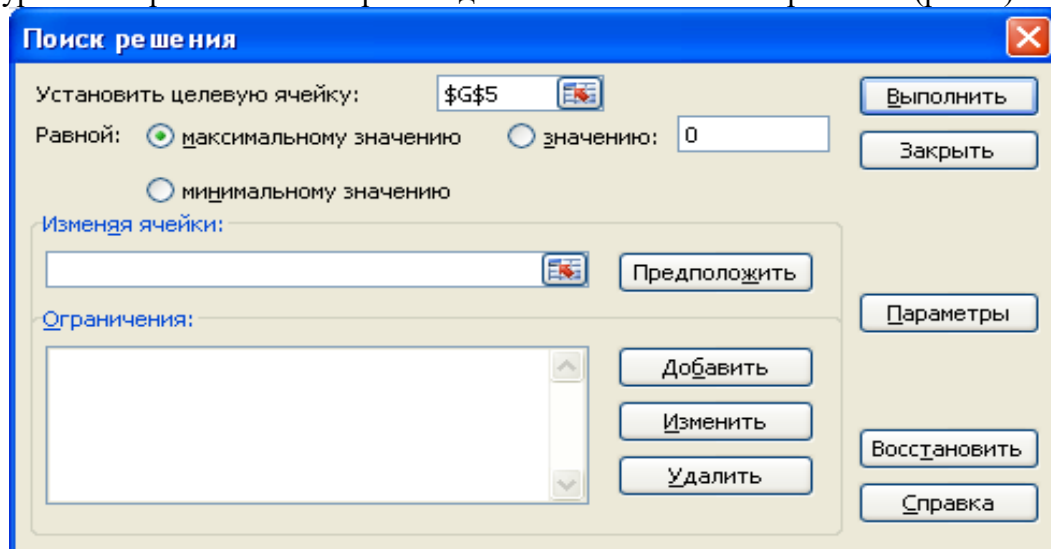 Поиск решения
Установить целевую ячейку: $G$5
Равной: максимальному значению значению: 0
минимальному значению
Изменяя ячейки:
Предположить
Ограничения:
Добавить
Изменить
Удалить
Выполнить
Закрыть
Параметры
Восстановить
Справка